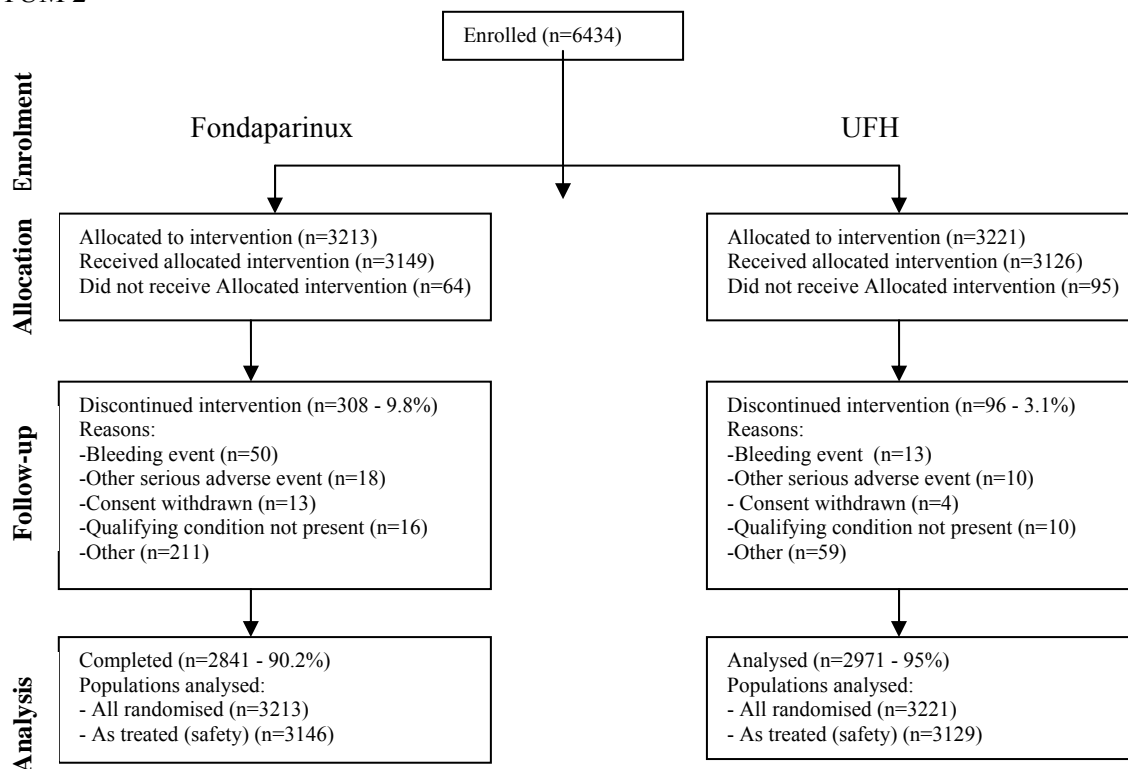 Enrolled (n=6434)
Enrolment
Fondaparinux
UFH
Allocation
Allocated to intervention (n=3213)
Received allocated intervention (n=3149)
Did not receive Allocated intervention (n=64)
Allocated to intervention (n=3221)
Received allocated intervention (n=3126)
Did not receive Allocated intervention (n=95)
Follow-up
Discontinued intervention (n=308 - 9.8%)
Reasons:
-Bleeding event (n=50)
-Other serious adverse event (n=18)
-Consent withdrawn (n=13)
-Qualifying condition not present (n=16)
-Other (n=211)
Discontinued intervention (n=96 - 3.1%)
Reasons:
-Bleeding event (n=13)
-Other serious adverse event (n=10)
- Consent withdrawn (n=4)
-Qualifying condition not present (n=10)
-Other (n=59)
Analysis
Completed (n=2841 - 90.2%)
Populations analysed:
- All randomised (n=3213)
- As treated (safety) (n=3146)
Analysed (n=2971 - 95%)
Populations analysed:
- All randomised (n=3221)
- As treated (safety) (n=3129)